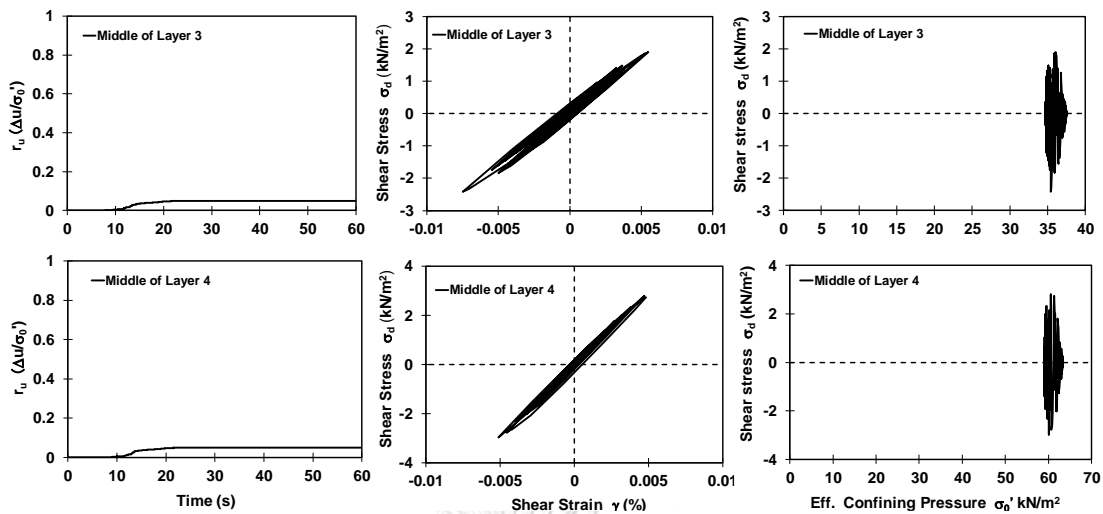 r_u (Δu/σ_0')
1
0.8
0.6
0.4
0.2
0
Middle of Layer 3
0 10 20 30 40 50 60
Shear Stress σ_d (kN/m²)
3
2
1
0
-1
-2
-3
Middle of Layer 3
-0.01 -0.005 0 0.005 0.01
Shear stress σ_d (kN/m²)
3
2
1
0
-1
-2
-3
Middle of Layer 3
0 5 10 15 20 25 30 35 40
r_u (Δu/σ_0')
1
0.8
0.6
0.4
0.2
0
Middle of Layer 4
0 10 20 30 40 50 60
Time (s)
Shear Stress σ_d (kN/m²)
4
2
0
-2
-4
Middle of Layer 4
-0.01 -0.005 0 0.005 0.01
Shear Strain γ (%)
Shear stress σ_d (kN/m²)
4
2
0
-2
-4
Middle of Layer 4
0 10 20 30 40 50 60 70
Eff. Confining Pressure σ_0' kN/m²